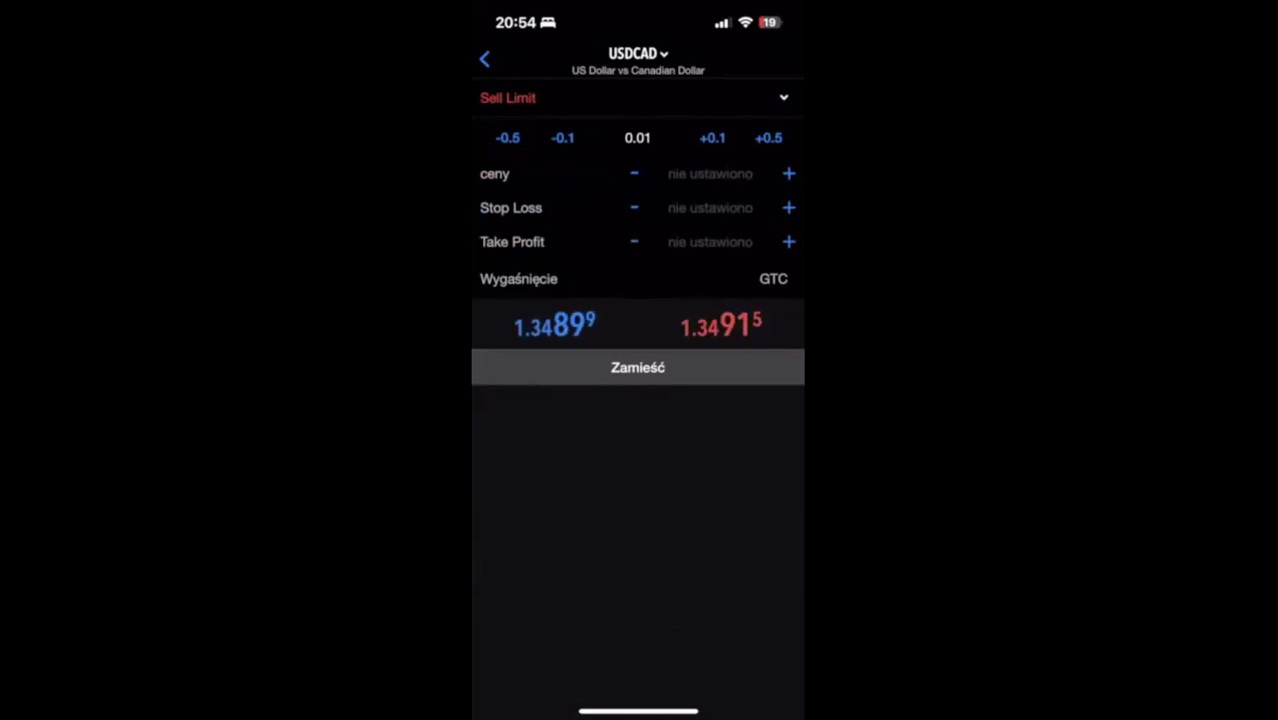 20:54 19
USDCAD
US Dollar vs Canadian Dollar
Sell Limit
-0.5 -0.1 0.01 +0.1 +0.5
ceny - nie ustawiono +
Stop Loss - nie ustawiono +
Take Profit - nie ustawiono +
Wygaśnięcie GTC
1.34899 1.34915
Zamieść